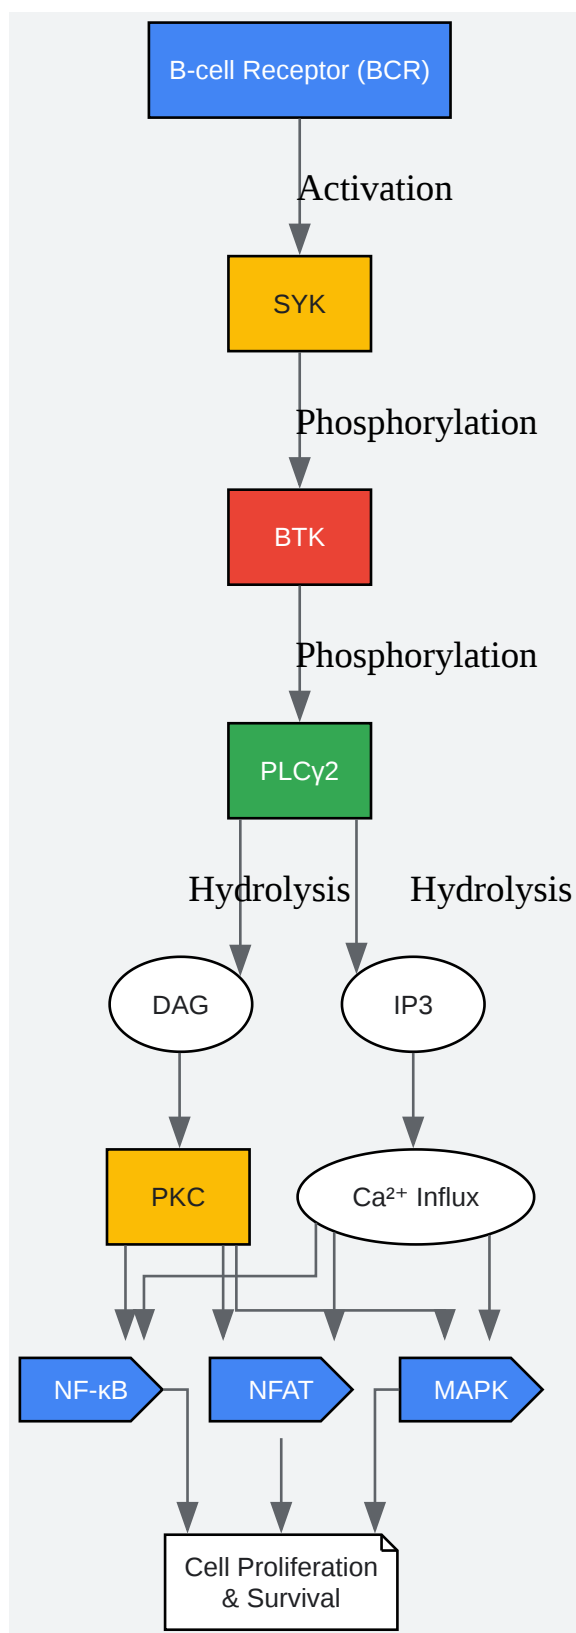 B-cell Receptor (BCR)
Activation
SYK
Phosphorylation
BTK
Phosphorylation
PLCγ2
Hydrolysis
Hydrolysis
DAG
IP3
PKC
Ca²⁺ Influx
NF-κB
NFAT
MAPK
Cell Proliferation
& Survival